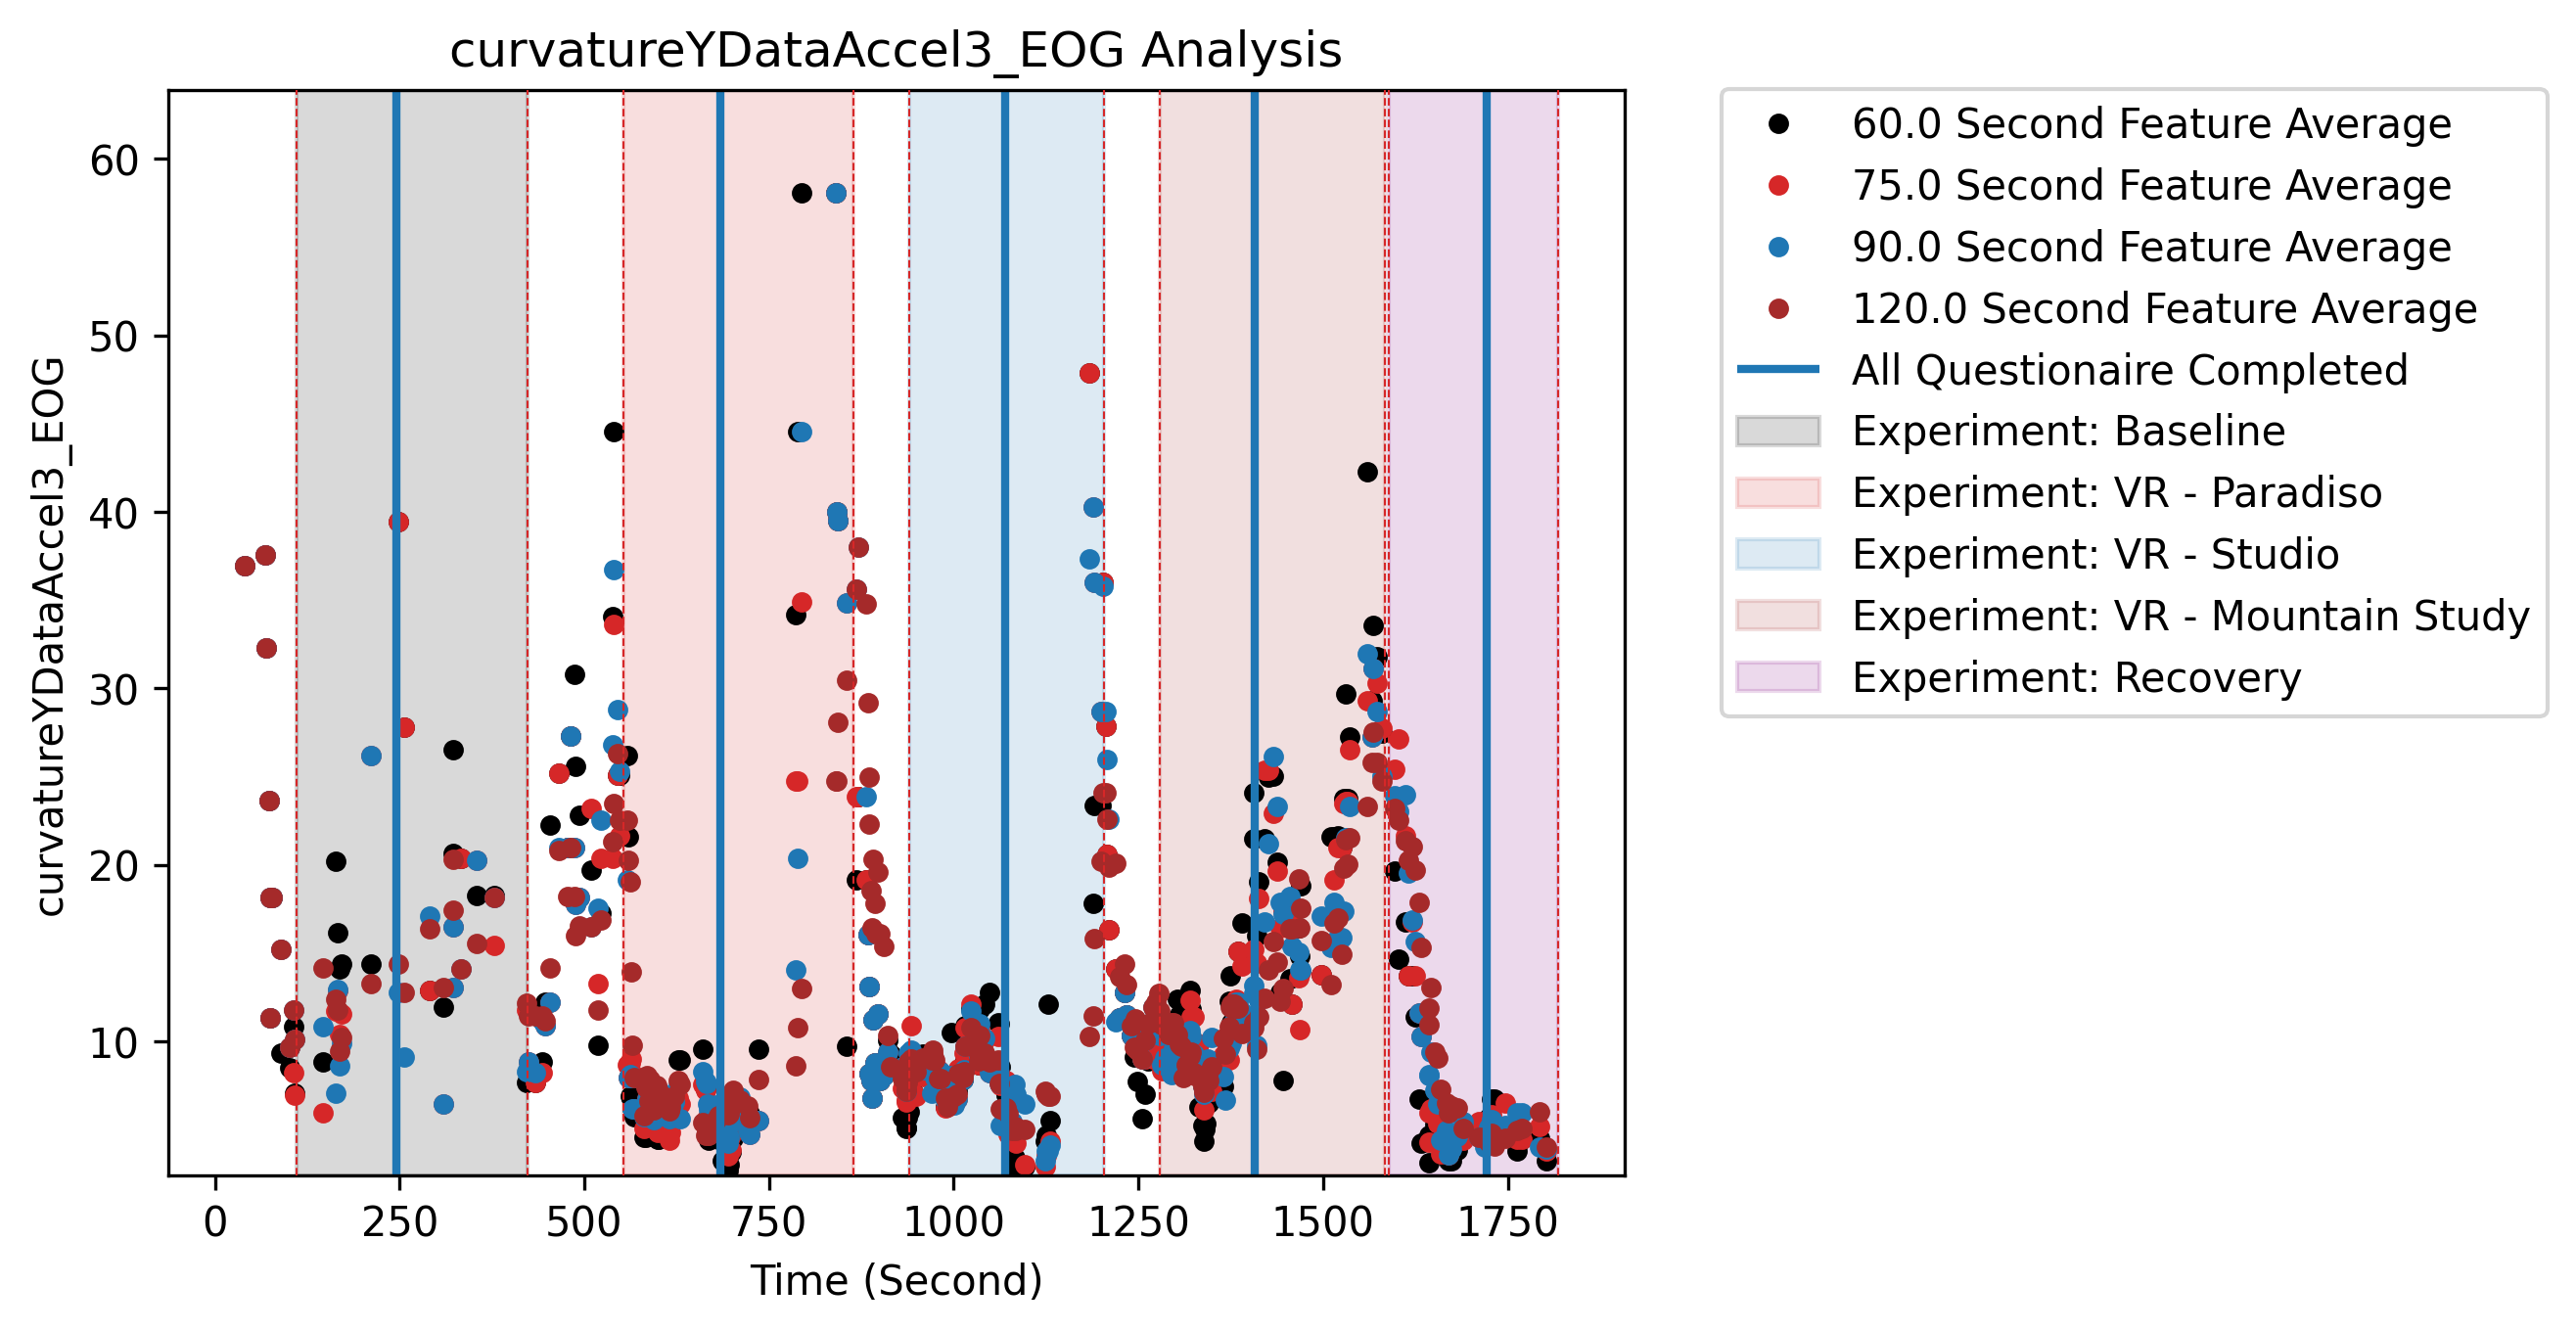 curvatureYDataAccel3_EOG Analysis
curvatureYDataAccel3_EOG
60
50
40
30
20
10
0 250 500 750 1000 1250 1500 1750
Time (Second)
60.0 Second Feature Average
75.0 Second Feature Average
90.0 Second Feature Average
120.0 Second Feature Average
All Questionaire Completed
Experiment: Baseline
Experiment: VR - Paradiso
Experiment: VR - Studio
Experiment: VR - Mountain Study
Experiment: Recovery